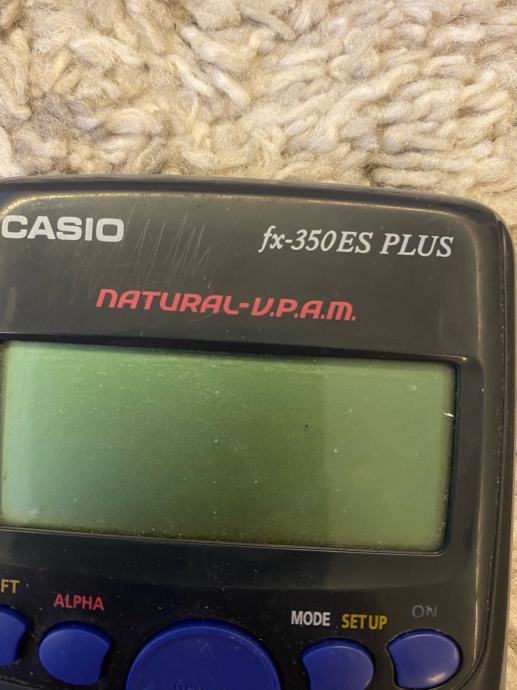 CASIO fx-350ES PLUS
NATURAL-V.P.A.M.
FT ALPHA MODE SETUP ON